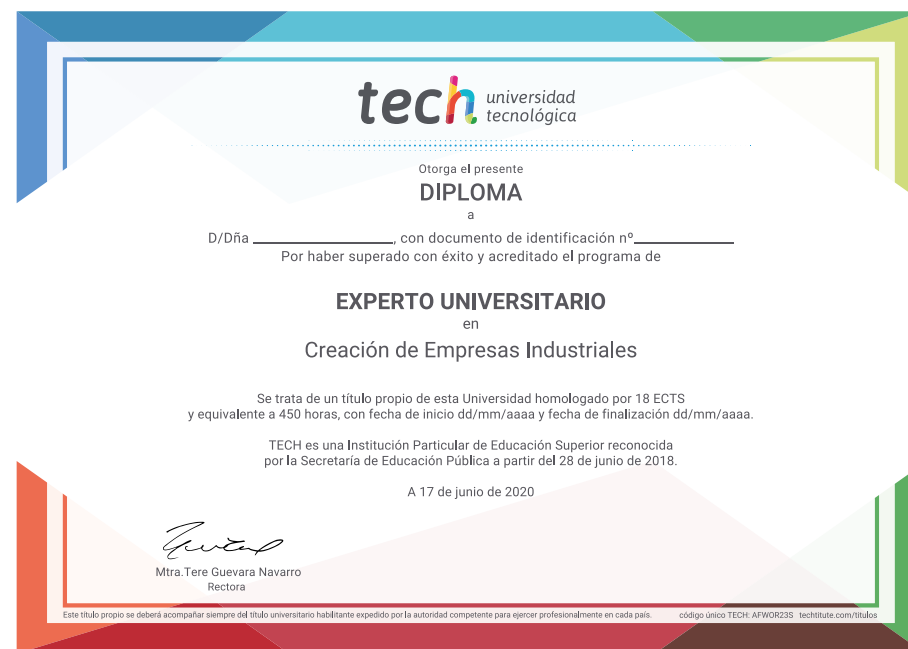 tech universidad
tecnológica
Otorga el presente
DIPLOMA
a
D/Dña ____________________, con documento de identificación nº______________
Por haber superado con éxito y acreditado el programa de
EXPERTO UNIVERSITARIO
en
Creación de Empresas Industriales
Se trata de un título propio de esta Universidad homologado por 18 ECTS
y equivalente a 450 horas, con fecha de inicio dd/mm/aaaa y fecha de finalización dd/mm/aaaa.
TECH es una Institución Particular de Educación Superior reconocida
por la Secretaría de Educación Pública a partir del 28 de junio de 2018.
A 17 de junio de 2020
Mtra.Tere Guevara Navarro
Rectora
Este título propio se deberá acompañar siempre del título universitario habilitante expedido por la autoridad competente para ejercer profesionalmente en cada país. código único TECH: AFWOR23S techtitute.com/titulos